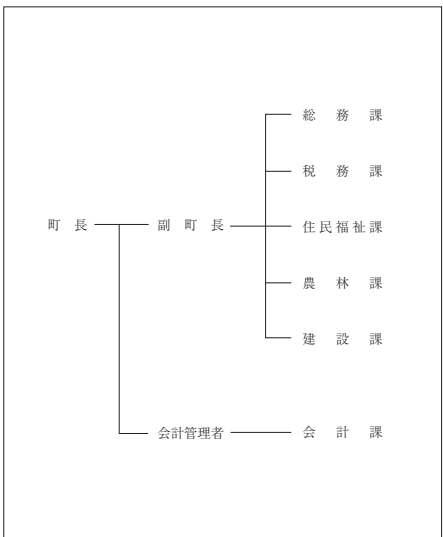 総務課
税務課
町長 副町長 住民福祉課
農林課
建設課
会計管理者 会計課